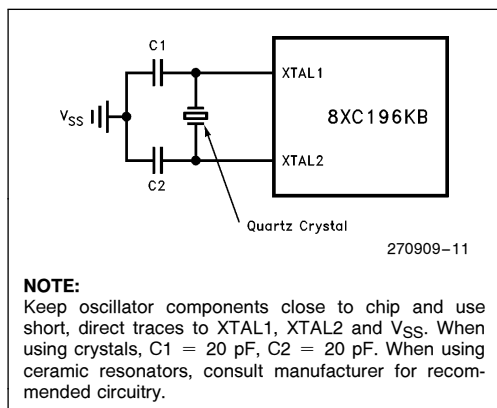 C1
XTAL1
8XC196KB
VSS
XTAL2
C2
Quartz Crystal
270909-11
NOTE:
Keep oscillator components close to chip and use
short, direct traces to XTAL1, XTAL2 and VSS. When
using crystals, C1 = 20 pF, C2 = 20 pF. When using
ceramic resonators, consult manufacturer for recom-
mended circuitry.